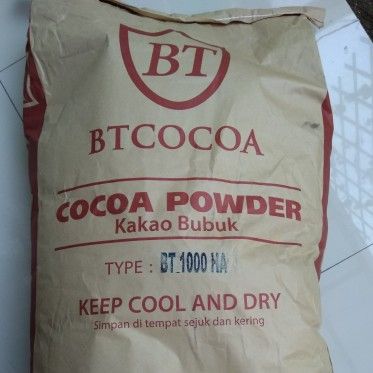 BT
BTCOCOA
COCOA POWDER
Kakao Bubuk
TYPE : BT 1000 NA
KEEP COOL AND DRY
Simpan di tempat sejuk dan kering